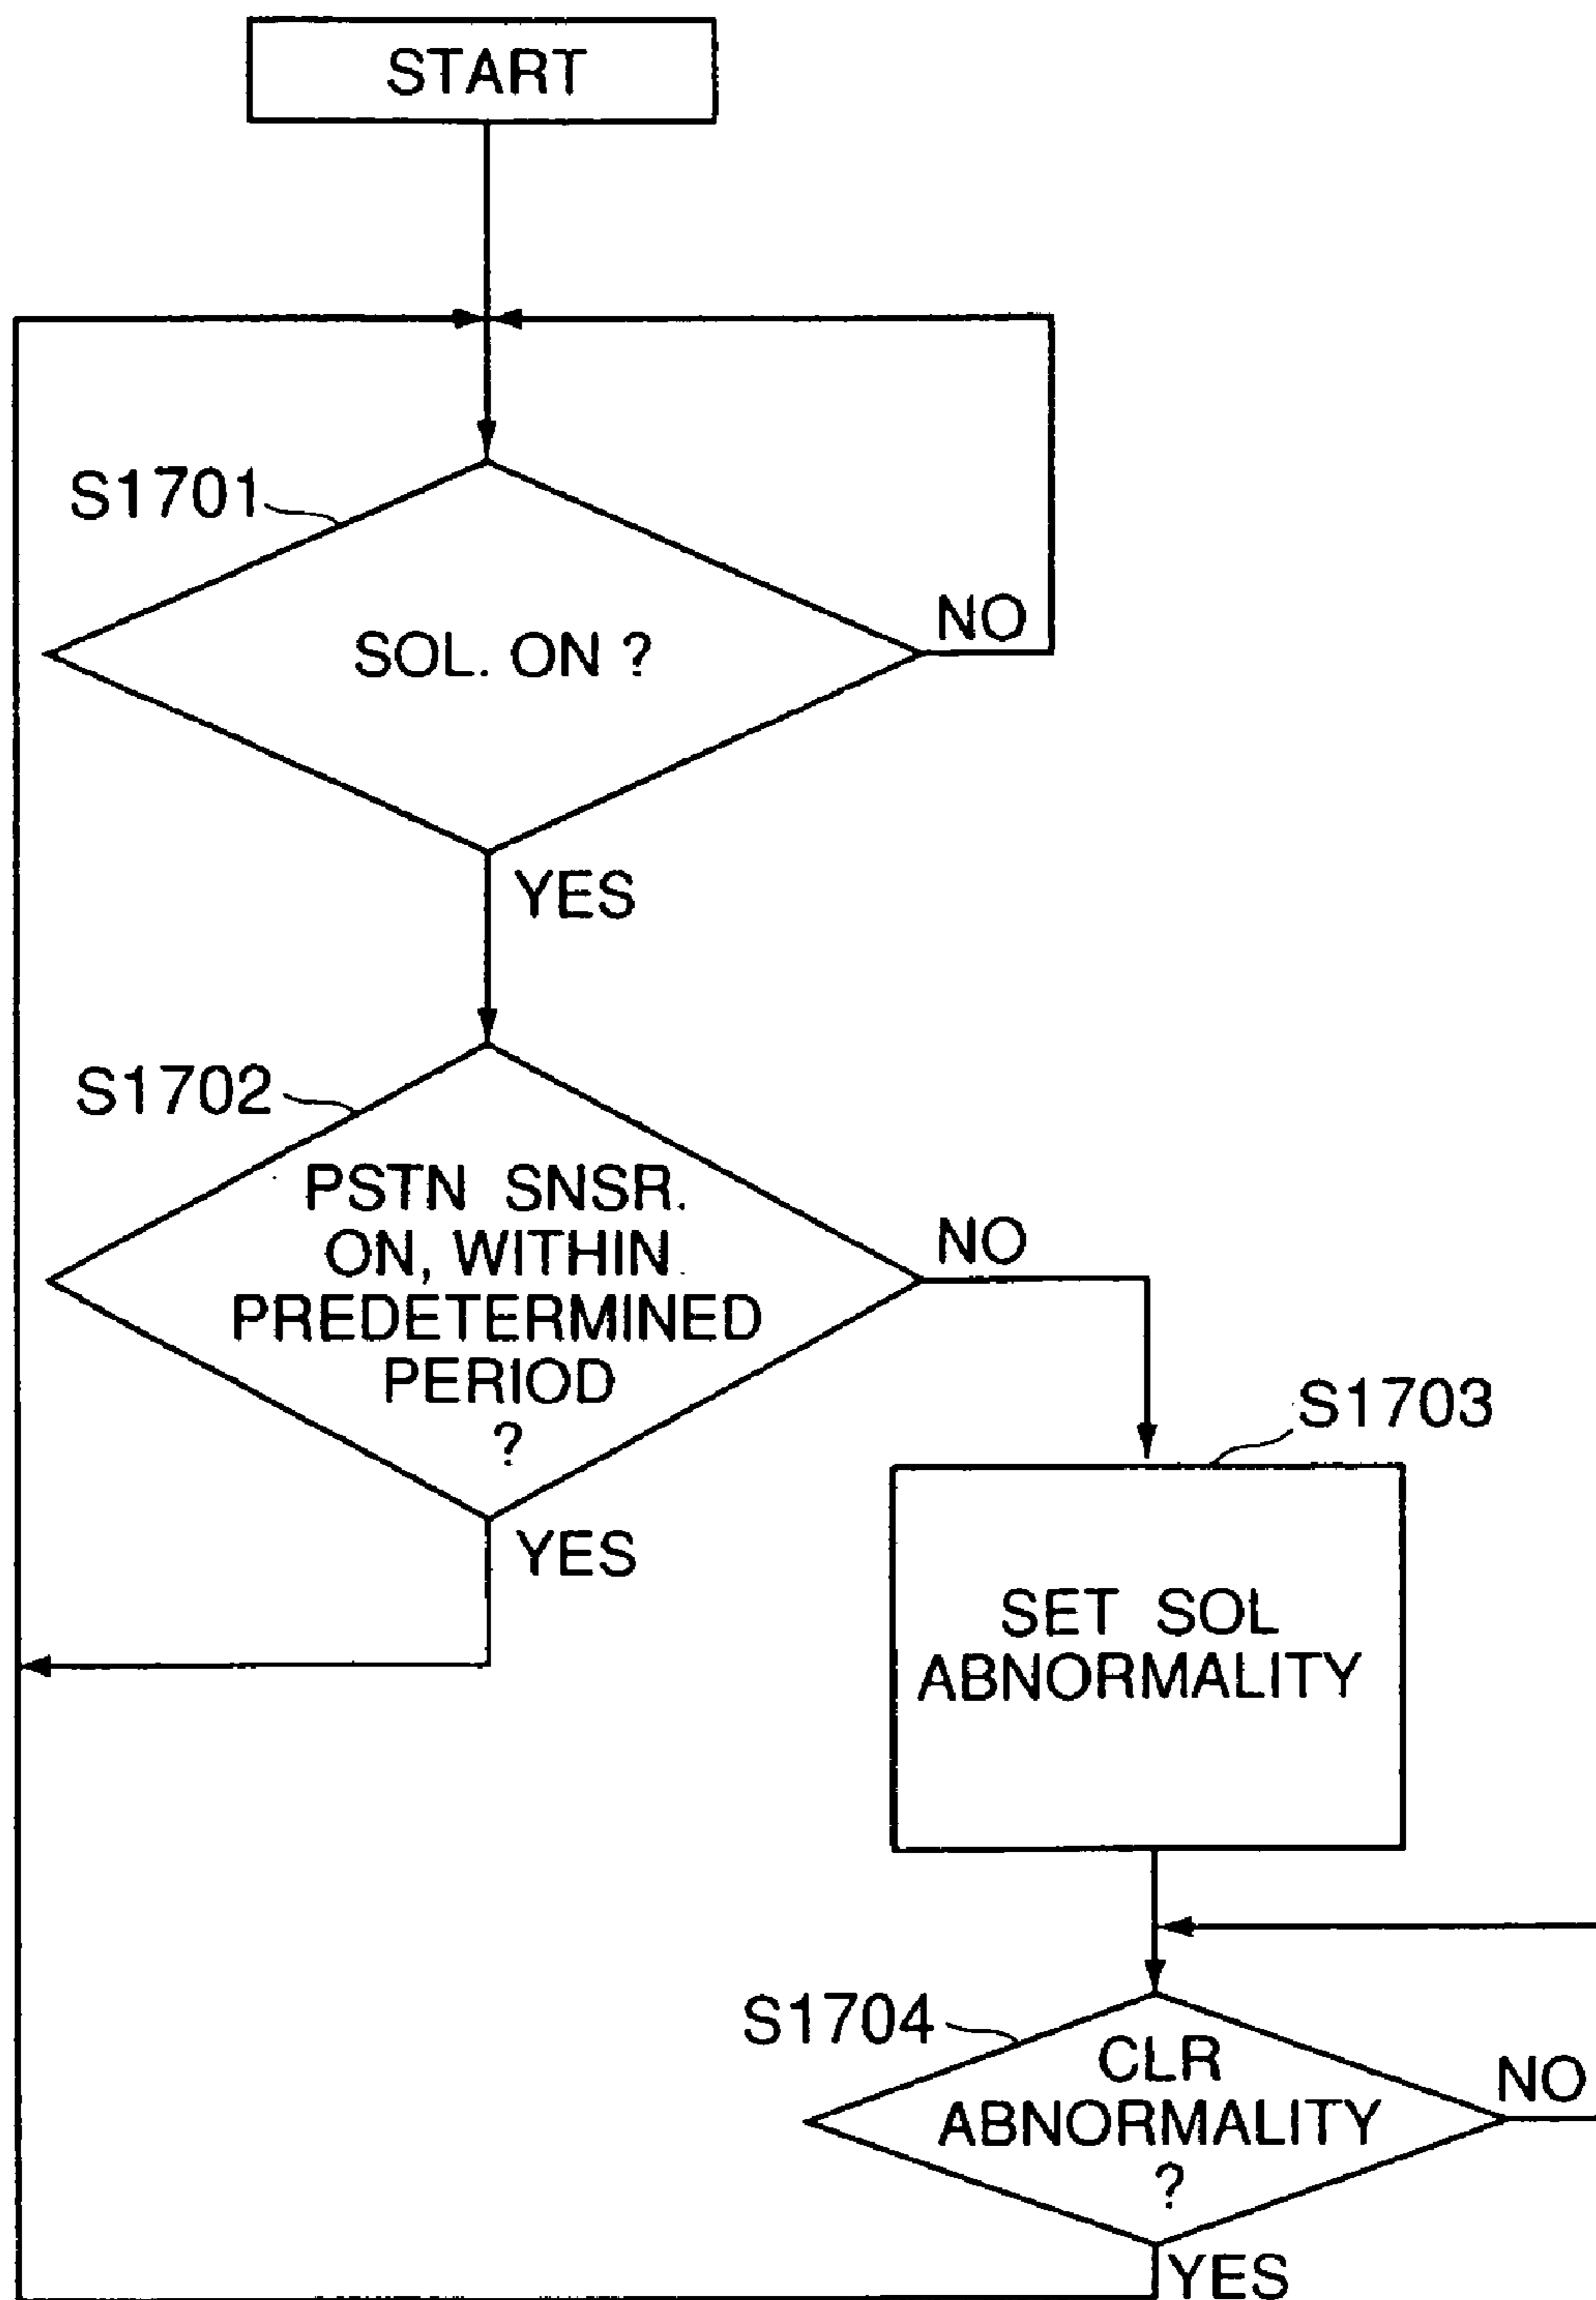 START
S1701
SOL. ON ?
NO
YES
S1702
PSTN SNSR.
ON, WITHIN
PREDETERMINED
PERIOD
?
NO
YES
S1703
SET SOL
ABNORMALITY
S1704
CLR
ABNORMALITY
?
NO
YES